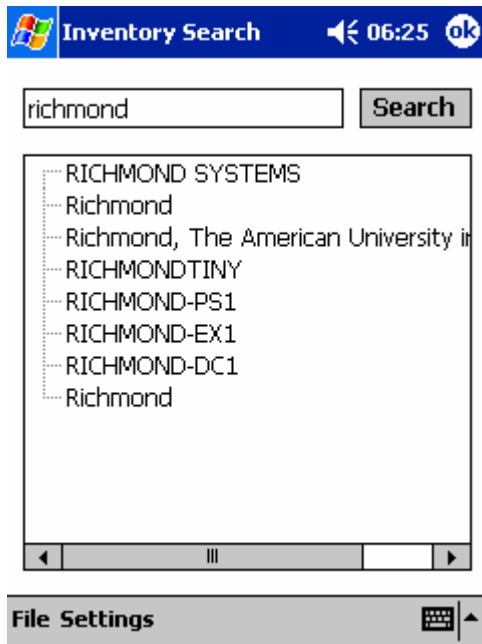 Inventory Search 06:25 ok
richmond Search
RICHMOND SYSTEMS
Richmond
Richmond, The American University
RICHMONDTINY
RICHMOND-PS1
RICHMOND-EX1
RICHMOND-DC1
Richmond
File Settings